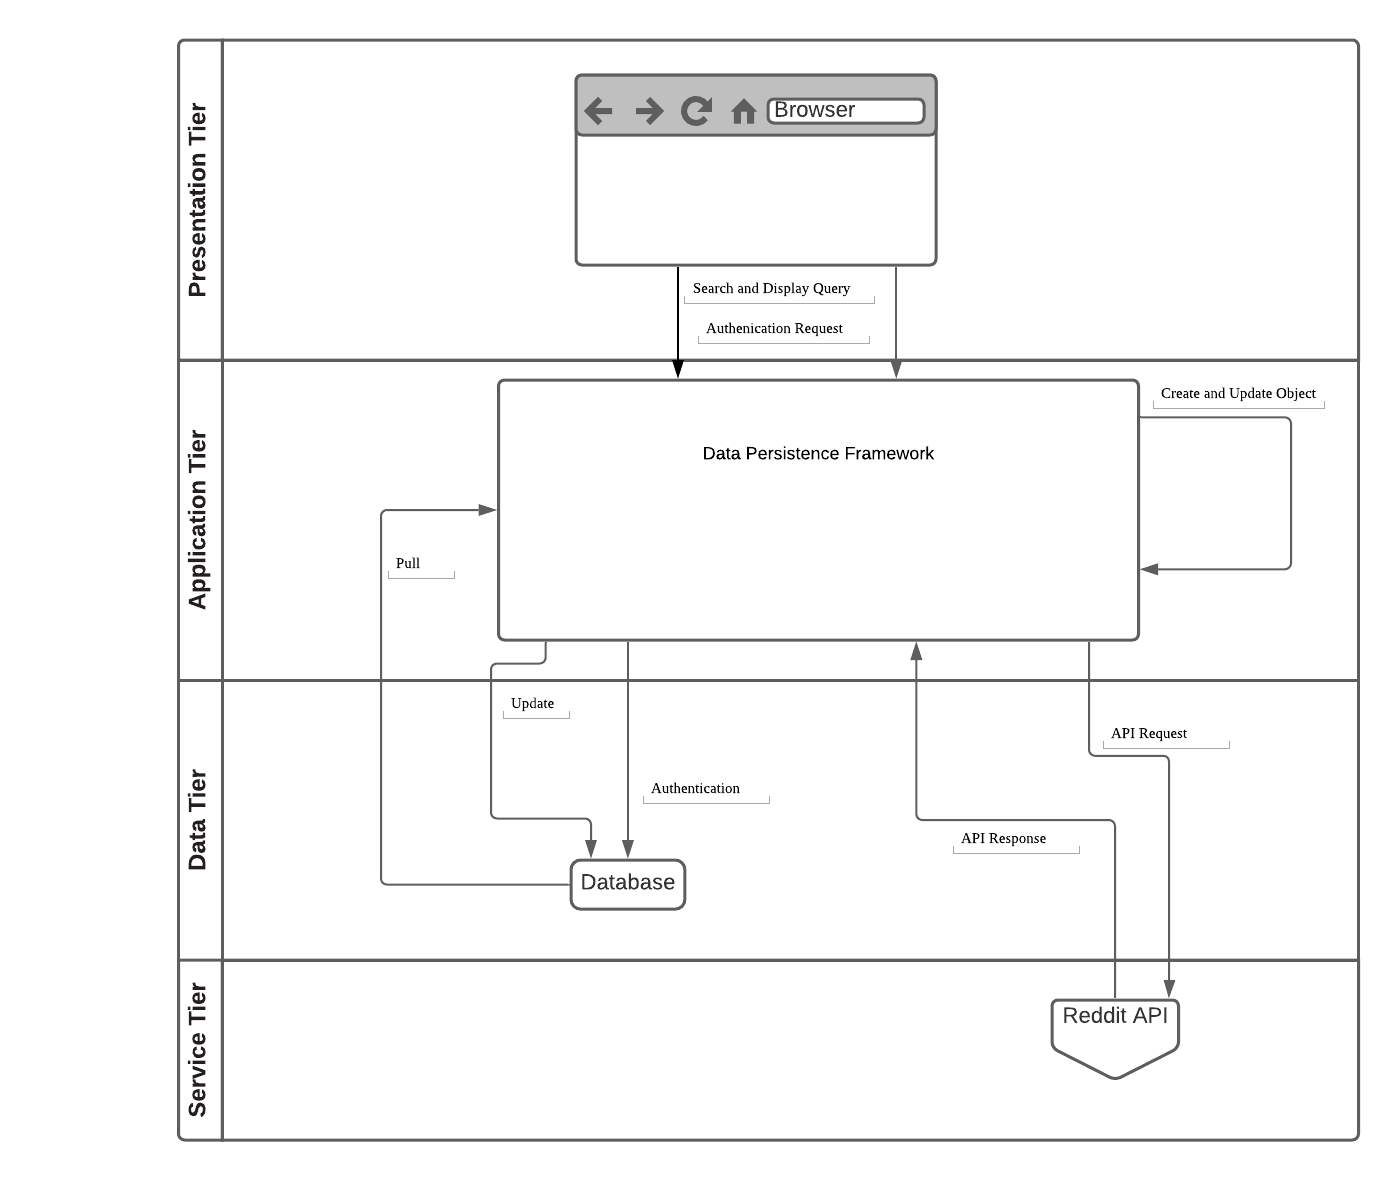 Presentation Tier
Browser
Search and Display Query
Authenication Request
Application Tier
Create and Update Object
Data Persistence Framework
Pull
Data Tier
Update
API Request
Authentication
API Response
Database
Service Tier
Reddit API